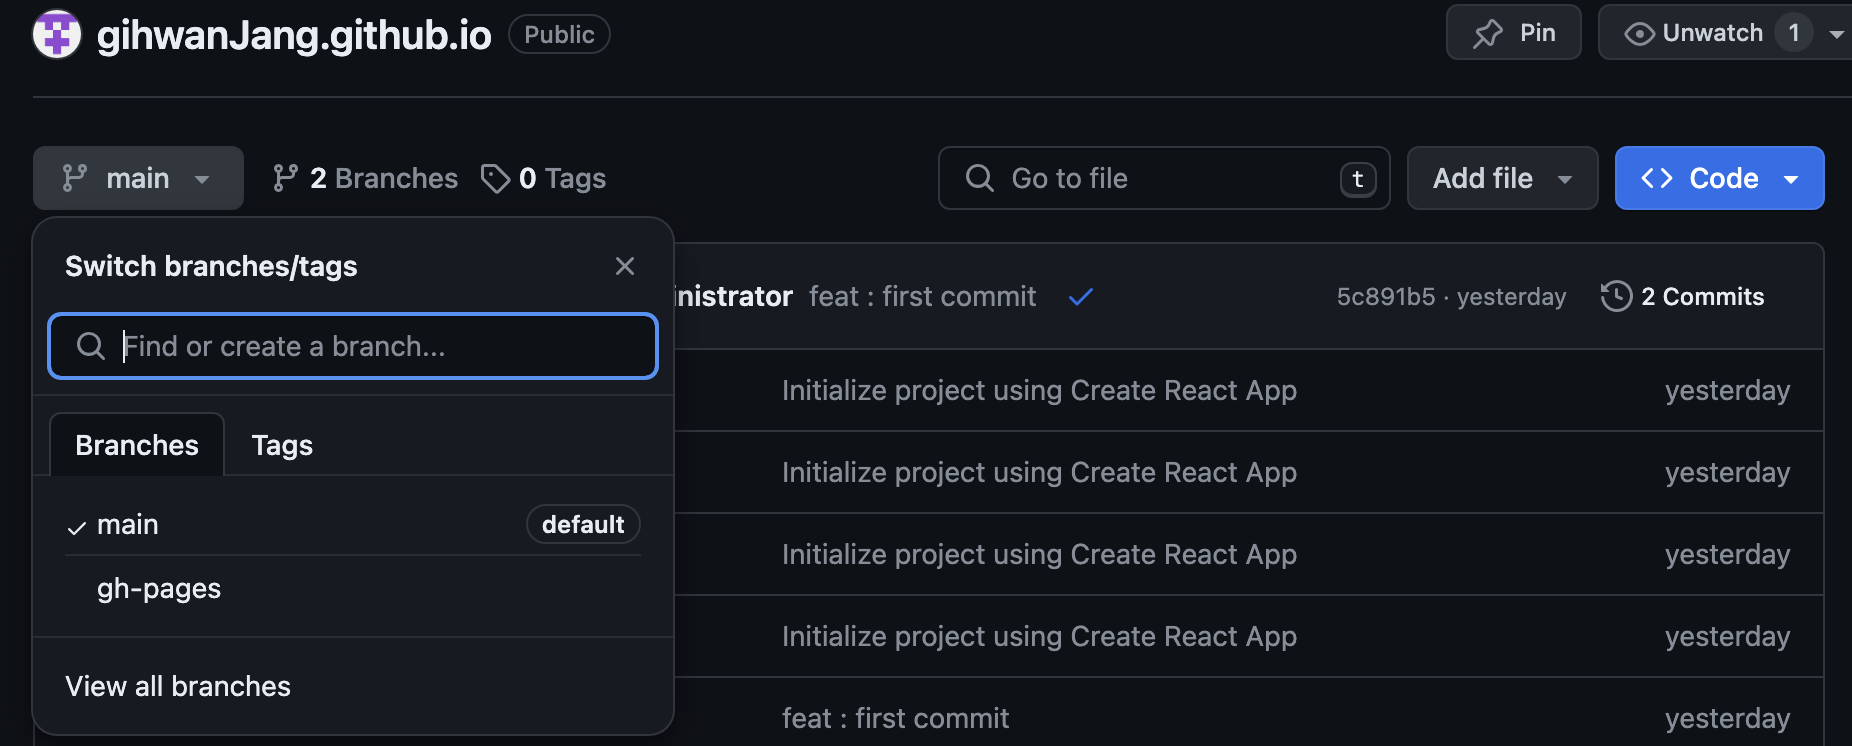 gihwanJang.github.io Public Pin Unwatch 1
main 2 Branches 0 Tags Go to file t Add file Code
Switch branches/tags
Find or create a branch...
Branches Tags
main default
gh-pages
View all branches
nistrator feat : first commit 5c891b5 · yesterday 2 Commits
Initialize project using Create React App yesterday
Initialize project using Create React App yesterday
Initialize project using Create React App yesterday
Initialize project using Create React App yesterday
feat : first commit yesterday